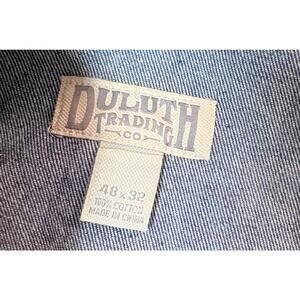 DULUTH
TRADING
CO
48 x 32
100% COTTON
MADE IN CHINA